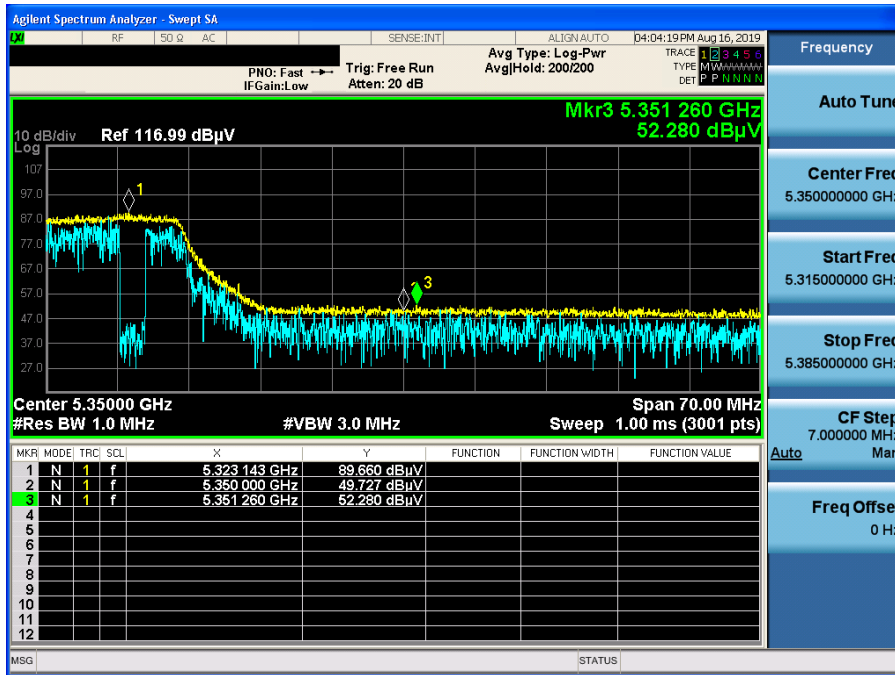 Agilent Spectrum Analyzer - Swept SA
LXI RF 50 Ω AC SENSE:INT ALIGN AUTO 04:04:19 PM Aug 16, 2019
PNO: Fast Trig: Free Run Avg Type: Log-Pwr TRACE 1 2 3 4 5 6
IFGain:Low Atten: 20 dB Avg|Hold: 200/200 TYPE M W W W W W
DET P P N N N N
Mkr3 5.351 260 GHz
52.280 dBµV
10 dB/div Ref 116.99 dBµV
Log
107
97.0
87.0
77.0
67.0
57.0
47.0
37.0
27.0
1
3
Center 5.35000 GHz Span 70.00 MHz
#Res BW 1.0 MHz #VBW 3.0 MHz Sweep 1.00 ms (3001 pts)
MKR MODE TRC SCL X Y FUNCTION FUNCTION WIDTH FUNCTION VALUE
1 N 1 f 5.323 143 GHz 89.660 dBµV
2 N 1 f 5.350 000 GHz 49.727 dBµV
3 N 1 f 5.351 260 GHz 52.280 dBµV
4
5
6
7
8
9
10
11
12
MSG STATUS
Frequency
Auto Tune
Center Freq
5.350000000 GHz
Start Freq
5.315000000 GHz
Stop Freq
5.385000000 GHz
CF Step
7.000000 MHz
Auto Man
Freq Offset
0 Hz